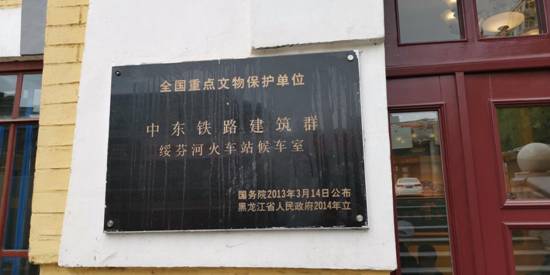 全国重点文物保护单位
中东铁路建筑群
绥芬河火车站候车室
国务院2013年3月14日公布
黑龙江省人民政府2014年立